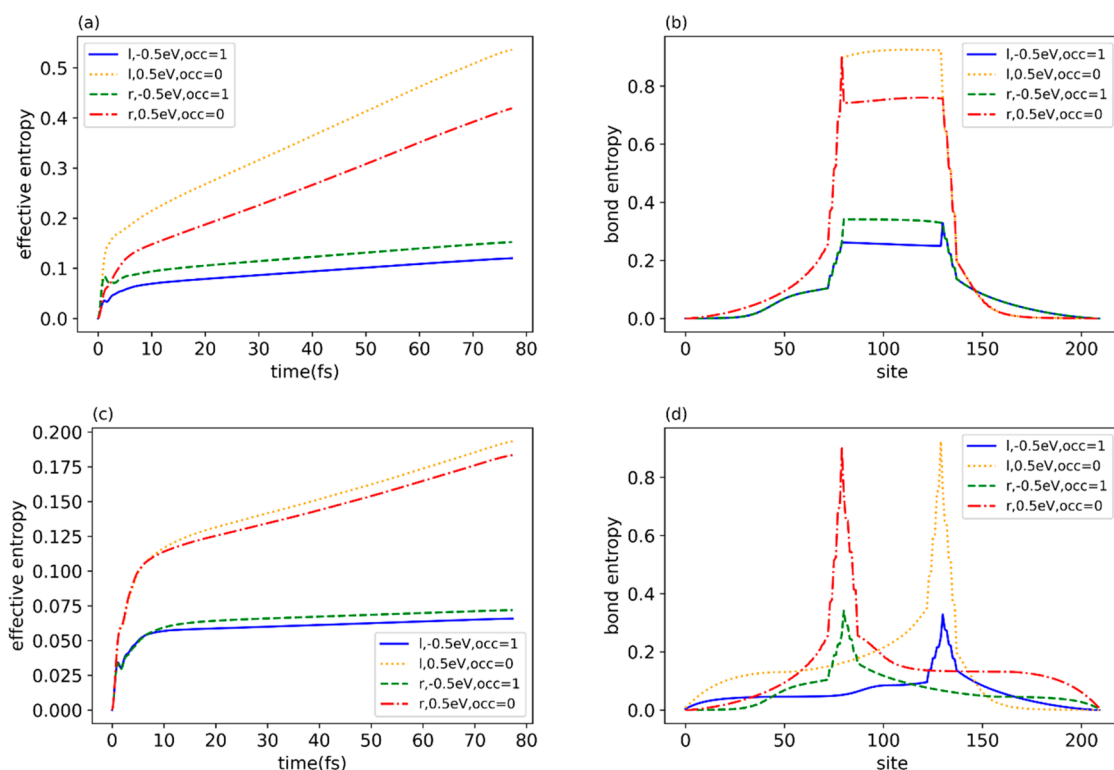 (a)
effective entropy
0.5
0.4
0.3
0.2
0.1
0.0
l,-0.5eV,occ=1
l,0.5eV,occ=0
r,-0.5eV,occ=1
r,0.5eV,occ=0
0 10 20 30 40 50 60 70 80
time(fs)
(b)
bond entropy
0.8
0.6
0.4
0.2
0.0
l,-0.5eV,occ=1
l,0.5eV,occ=0
r,-0.5eV,occ=1
r,0.5eV,occ=0
0 50 100 150 200
site
(c)
effective entropy
0.200
0.175
0.150
0.125
0.100
0.075
0.050
0.025
0.000
l,-0.5eV,occ=1
l,0.5eV,occ=0
r,-0.5eV,occ=1
r,0.5eV,occ=0
0 10 20 30 40 50 60 70 80
time(fs)
(d)
bond entropy
0.8
0.6
0.4
0.2
0.0
l,-0.5eV,occ=1
l,0.5eV,occ=0
r,-0.5eV,occ=1
r,0.5eV,occ=0
0 50 100 150 200
site